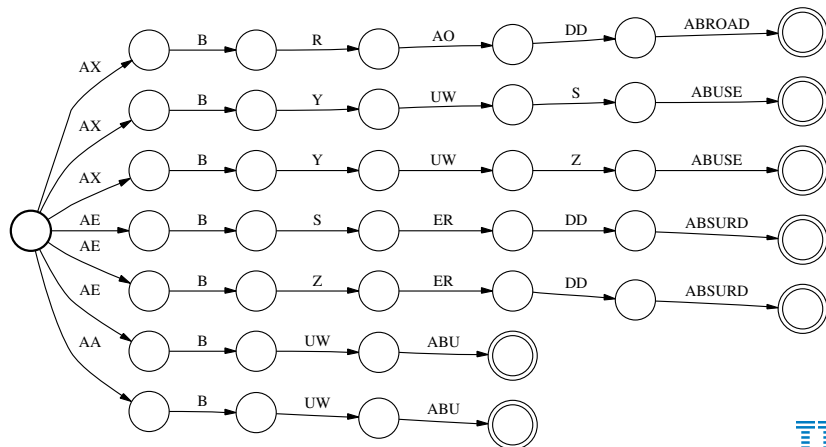 AX B R AO DD ABROAD
AX B Y UW S ABUSE
AX B Y UW Z ABUSE
AE B S ER DD ABSURD
AE B Z ER DD ABSURD
AE B UW ABU
AA B UW ABU